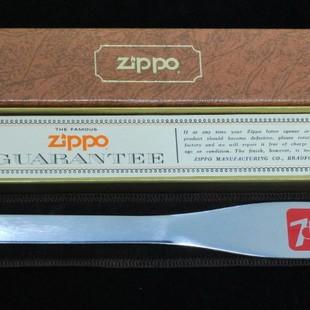 zippo
THE FAMOUS
zippo
GUARANTEE
If at any time your Zippo letter opener or
product should become defective, please return
factory and we will repair it free of charge
age or condition. The finish, however, is
ZIPPO MANUFACTURING CO., BRADFO
7